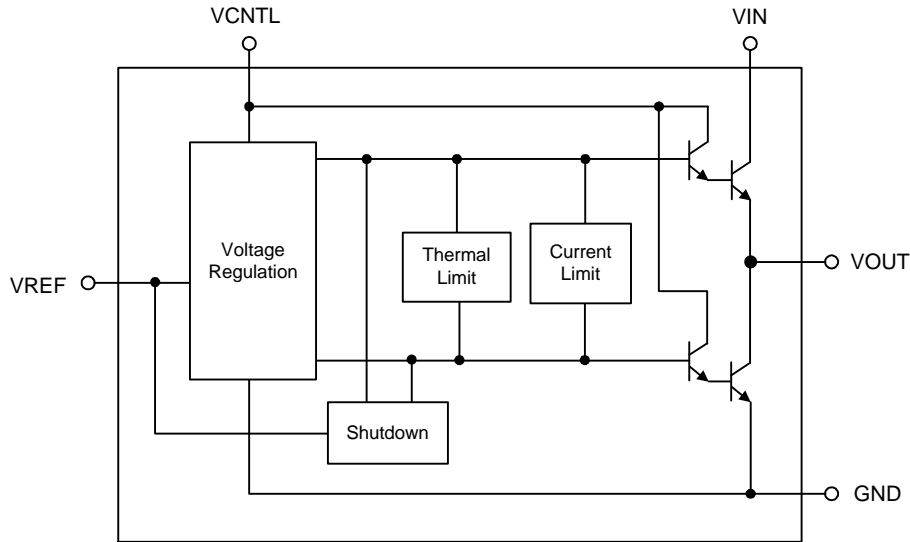 VCNTL
VIN
Voltage
Regulation
Thermal
Limit
Current
Limit
VREF
VOUT
Shutdown
GND